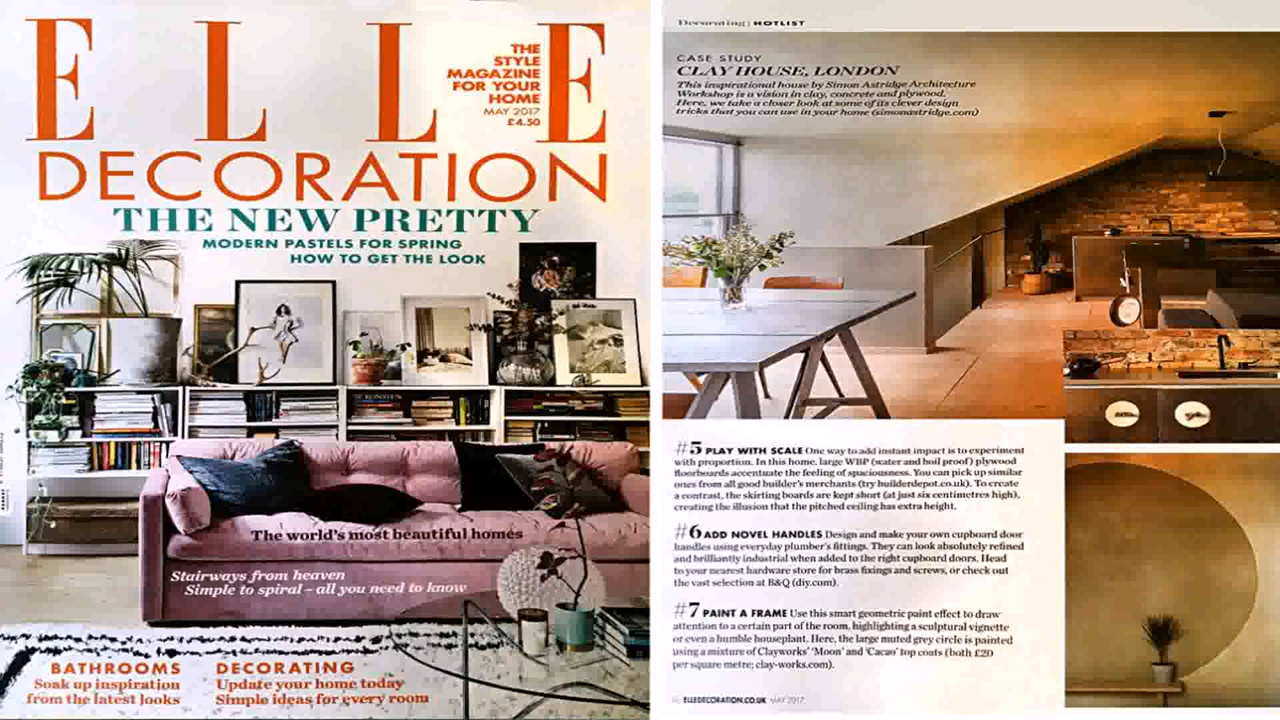 ELLE
THE
STYLE
MAGAZINE
FOR YOUR
HOME
MAY 2017
£4.50
DECORATION
THE NEW PRETTY
MODERN PASTELS FOR SPRING
HOW TO GET THE LOOK
The world's most beautiful homes
Stairways from heaven
Simple to spiral – all you need to know
BATHROOMS
Soak up inspiration
from the latest looks
DECORATING
Update your home today
Simple ideas for every room
Decorating | HOTLIST
CASE STUDY
CLAY HOUSE, LONDON
This inspirational house by Simon Astridge Architecture
Workshop is a vision in clay, concrete and plywood.
Here, we take a closer look at some of its clever design
tricks that you can use in your home (simonastridge.com)
#5 PLAY WITH SCALE One way to add instant impact is to experiment
with proportion. In this home, large WBP (water and boil proof) plywood
floorboards accentuate the feeling of spaciousness. You can pick up similar
ones from all good builder's merchants (try builderdepot.co.uk). To create
a contrast, the skirting boards are kept short (at just six centimetres high),
creating the illusion that the pitched ceiling has extra height.
#6 ADD NOVEL HANDLES Design and make your own cupboard door
handles using everyday plumber's fittings. They can look absolutely refined
and brilliantly industrial when added to the right cupboard doors. Head
to your nearest hardware store for brass fixings and screws, or check out
the vast selection at B&Q (diy.com).
#7 PAINT A FRAME Use this smart geometric paint effect to draw
attention to a certain part of the room, highlighting a sculptural vignette
or even a humble houseplant. Here, the large muted grey circle is painted
using a mixture of Clayworks' 'Moon' and 'Cacao' top coats (both £20
per square metre; clay-works.com).
ELLEDECORATION.CO.UK MAY 2017